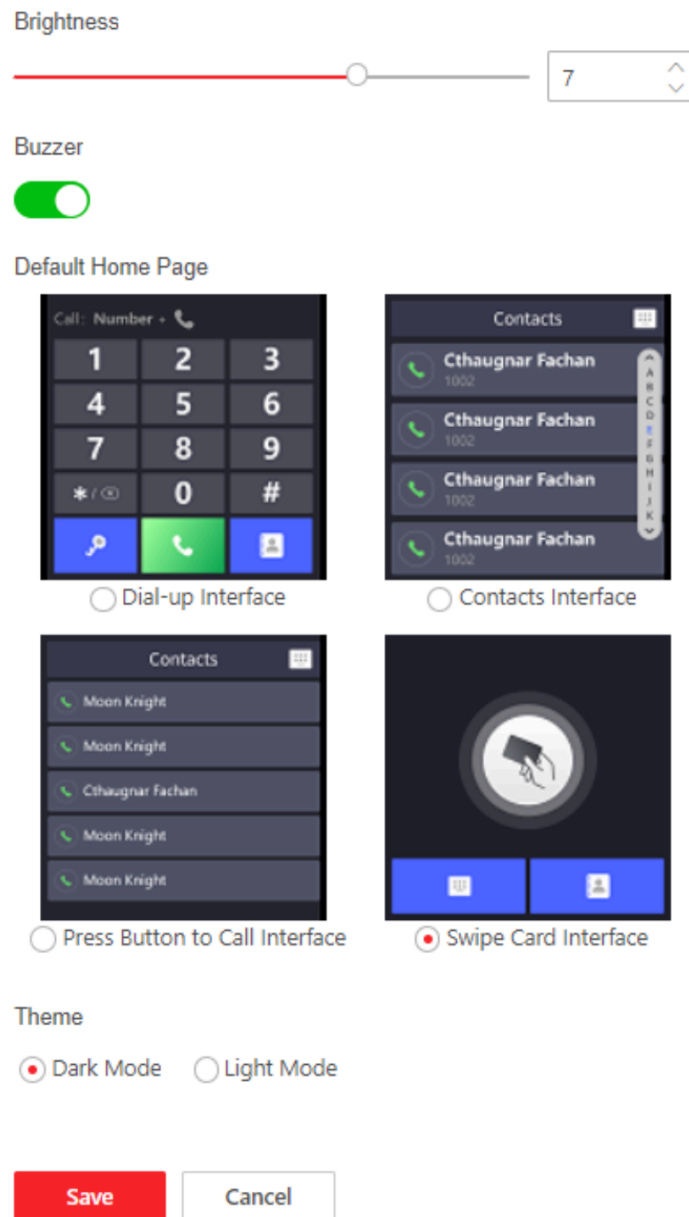 Brightness
7
Buzzer
Default Home Page
Call: Number +
1 2 3
4 5 6
7 8 9
* / 0 #
Dial-up Interface
Contacts
Cthaugnar Fachan
1002
Cthaugnar Fachan
1002
Cthaugnar Fachan
1002
Cthaugnar Fachan
1002
A
B
C
D
E
F
G
H
I
J
K
Contacts Interface
Contacts
Moon Knight
Moon Knight
Cthaugnar Fachan
Moon Knight
Moon Knight
Press Button to Call Interface
Swipe Card Interface
Theme
Dark Mode Light Mode
Save Cancel